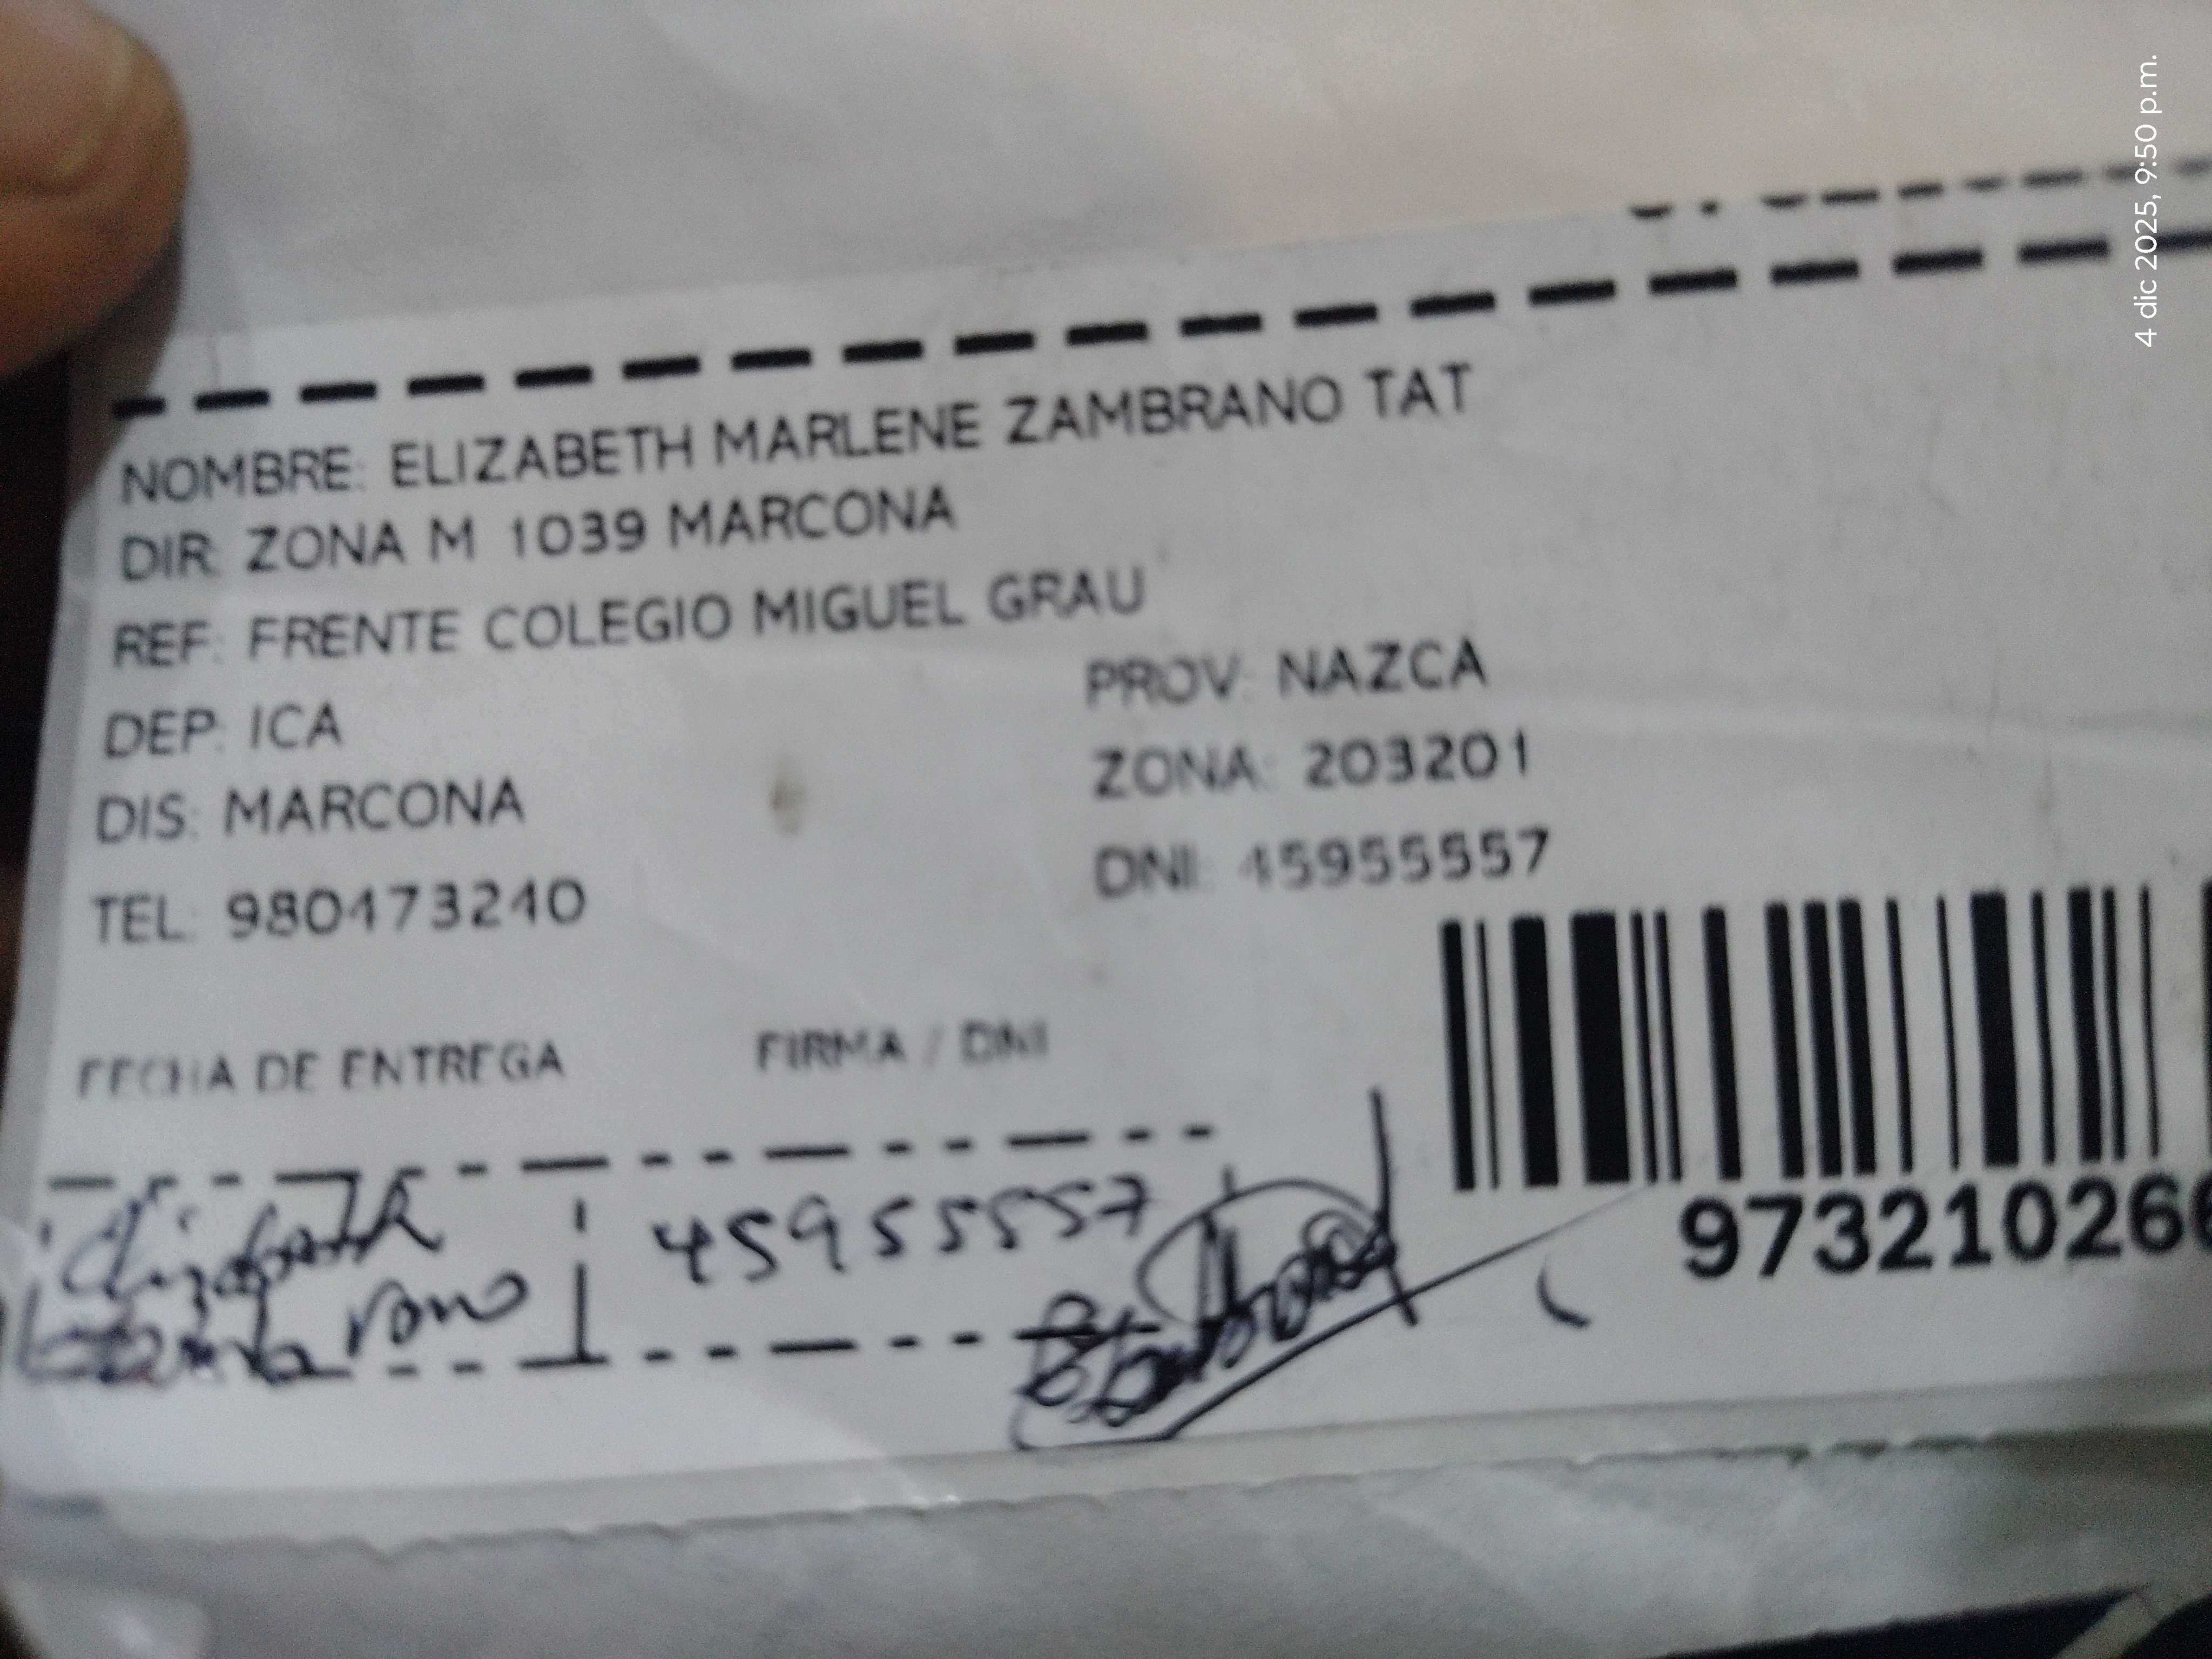 4 dic 2025, 9:50 p.m.
NOMBRE: ELIZABETH MARLENE ZAMBRANO TAT
DIR: ZONA M 1039 MARCONA
REF: FRENTE COLEGIO MIGUEL GRAU
DEP: ICA PROV: NAZCA
DIS: MARCONA ZONA: 203201
TEL: 980473240 DNI: 45955557
FECHA DE ENTREGA FIRMA / DNI
Elizabeth 45955557
Zambrano
97321026